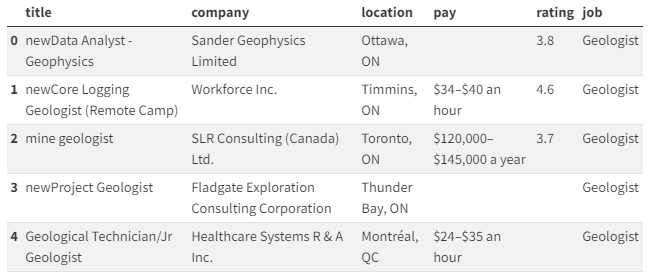 title company location pay rating job
0 newData Analyst - Sander Geophysics Ottawa, 3.8 Geologist
Geophysics Limited ON
1 newCore Logging Workforce Inc. Timmins, $34–$40 an 4.6 Geologist
Geologist (Remote Camp) ON hour
2 mine geologist SLR Consulting (Canada) Toronto, $120,000– 3.7 Geologist
Ltd. ON $145,000 a year
3 newProject Geologist Fladgate Exploration Thunder Geologist
Consulting Corporation Bay, ON
4 Geological Technician/Jr Healthcare Systems R & A Montréal, $24–$35 an Geologist
Geologist Inc. QC hour